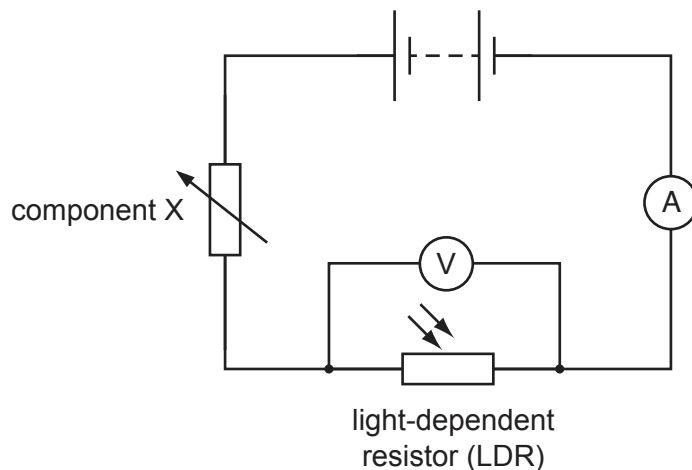 component X
A
V
light-dependent
resistor (LDR)